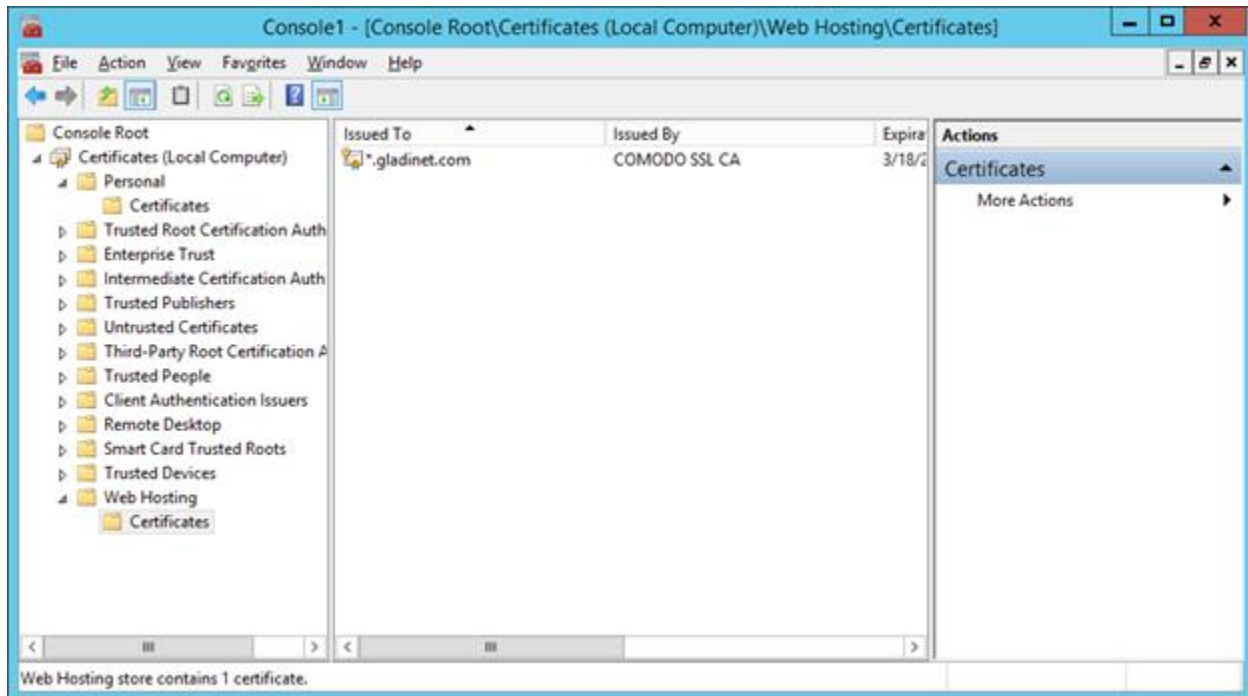 Console1 - [Console Root\Certificates (Local Computer)\Web Hosting\Certificates]
File Action View Favorites Window Help
Console Root
Certificates (Local Computer)
Personal
Certificates
Trusted Root Certification Auth
Enterprise Trust
Intermediate Certification Auth
Trusted Publishers
Untrusted Certificates
Third-Party Root Certification A
Trusted People
Client Authentication Issuers
Remote Desktop
Smart Card Trusted Roots
Trusted Devices
Web Hosting
Certificates
Issued To Issued By Expira
*.gladinet.com COMODO SSL CA 3/18/2
Actions
Certificates
More Actions
Web Hosting store contains 1 certificate.